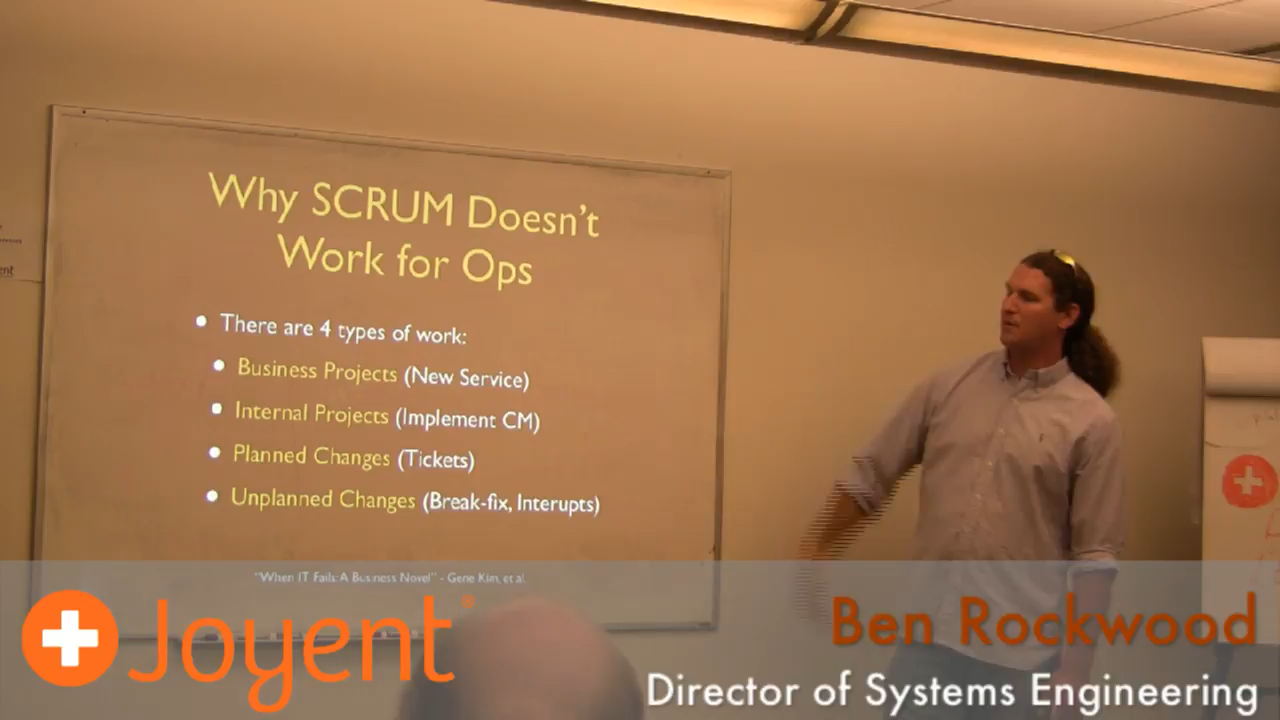 Why SCRUM Doesn't
Work for Ops
• There are 4 types of work:
• Business Projects (New Service)
• Internal Projects (Implement CM)
• Planned Changes (Tickets)
• Unplanned Changes (Break-fix, Interupts)
"When IT Fails: A Business Novel" - Gene Kim, et al.
Joyent®
Ben Rockwood
Director of Systems Engineering